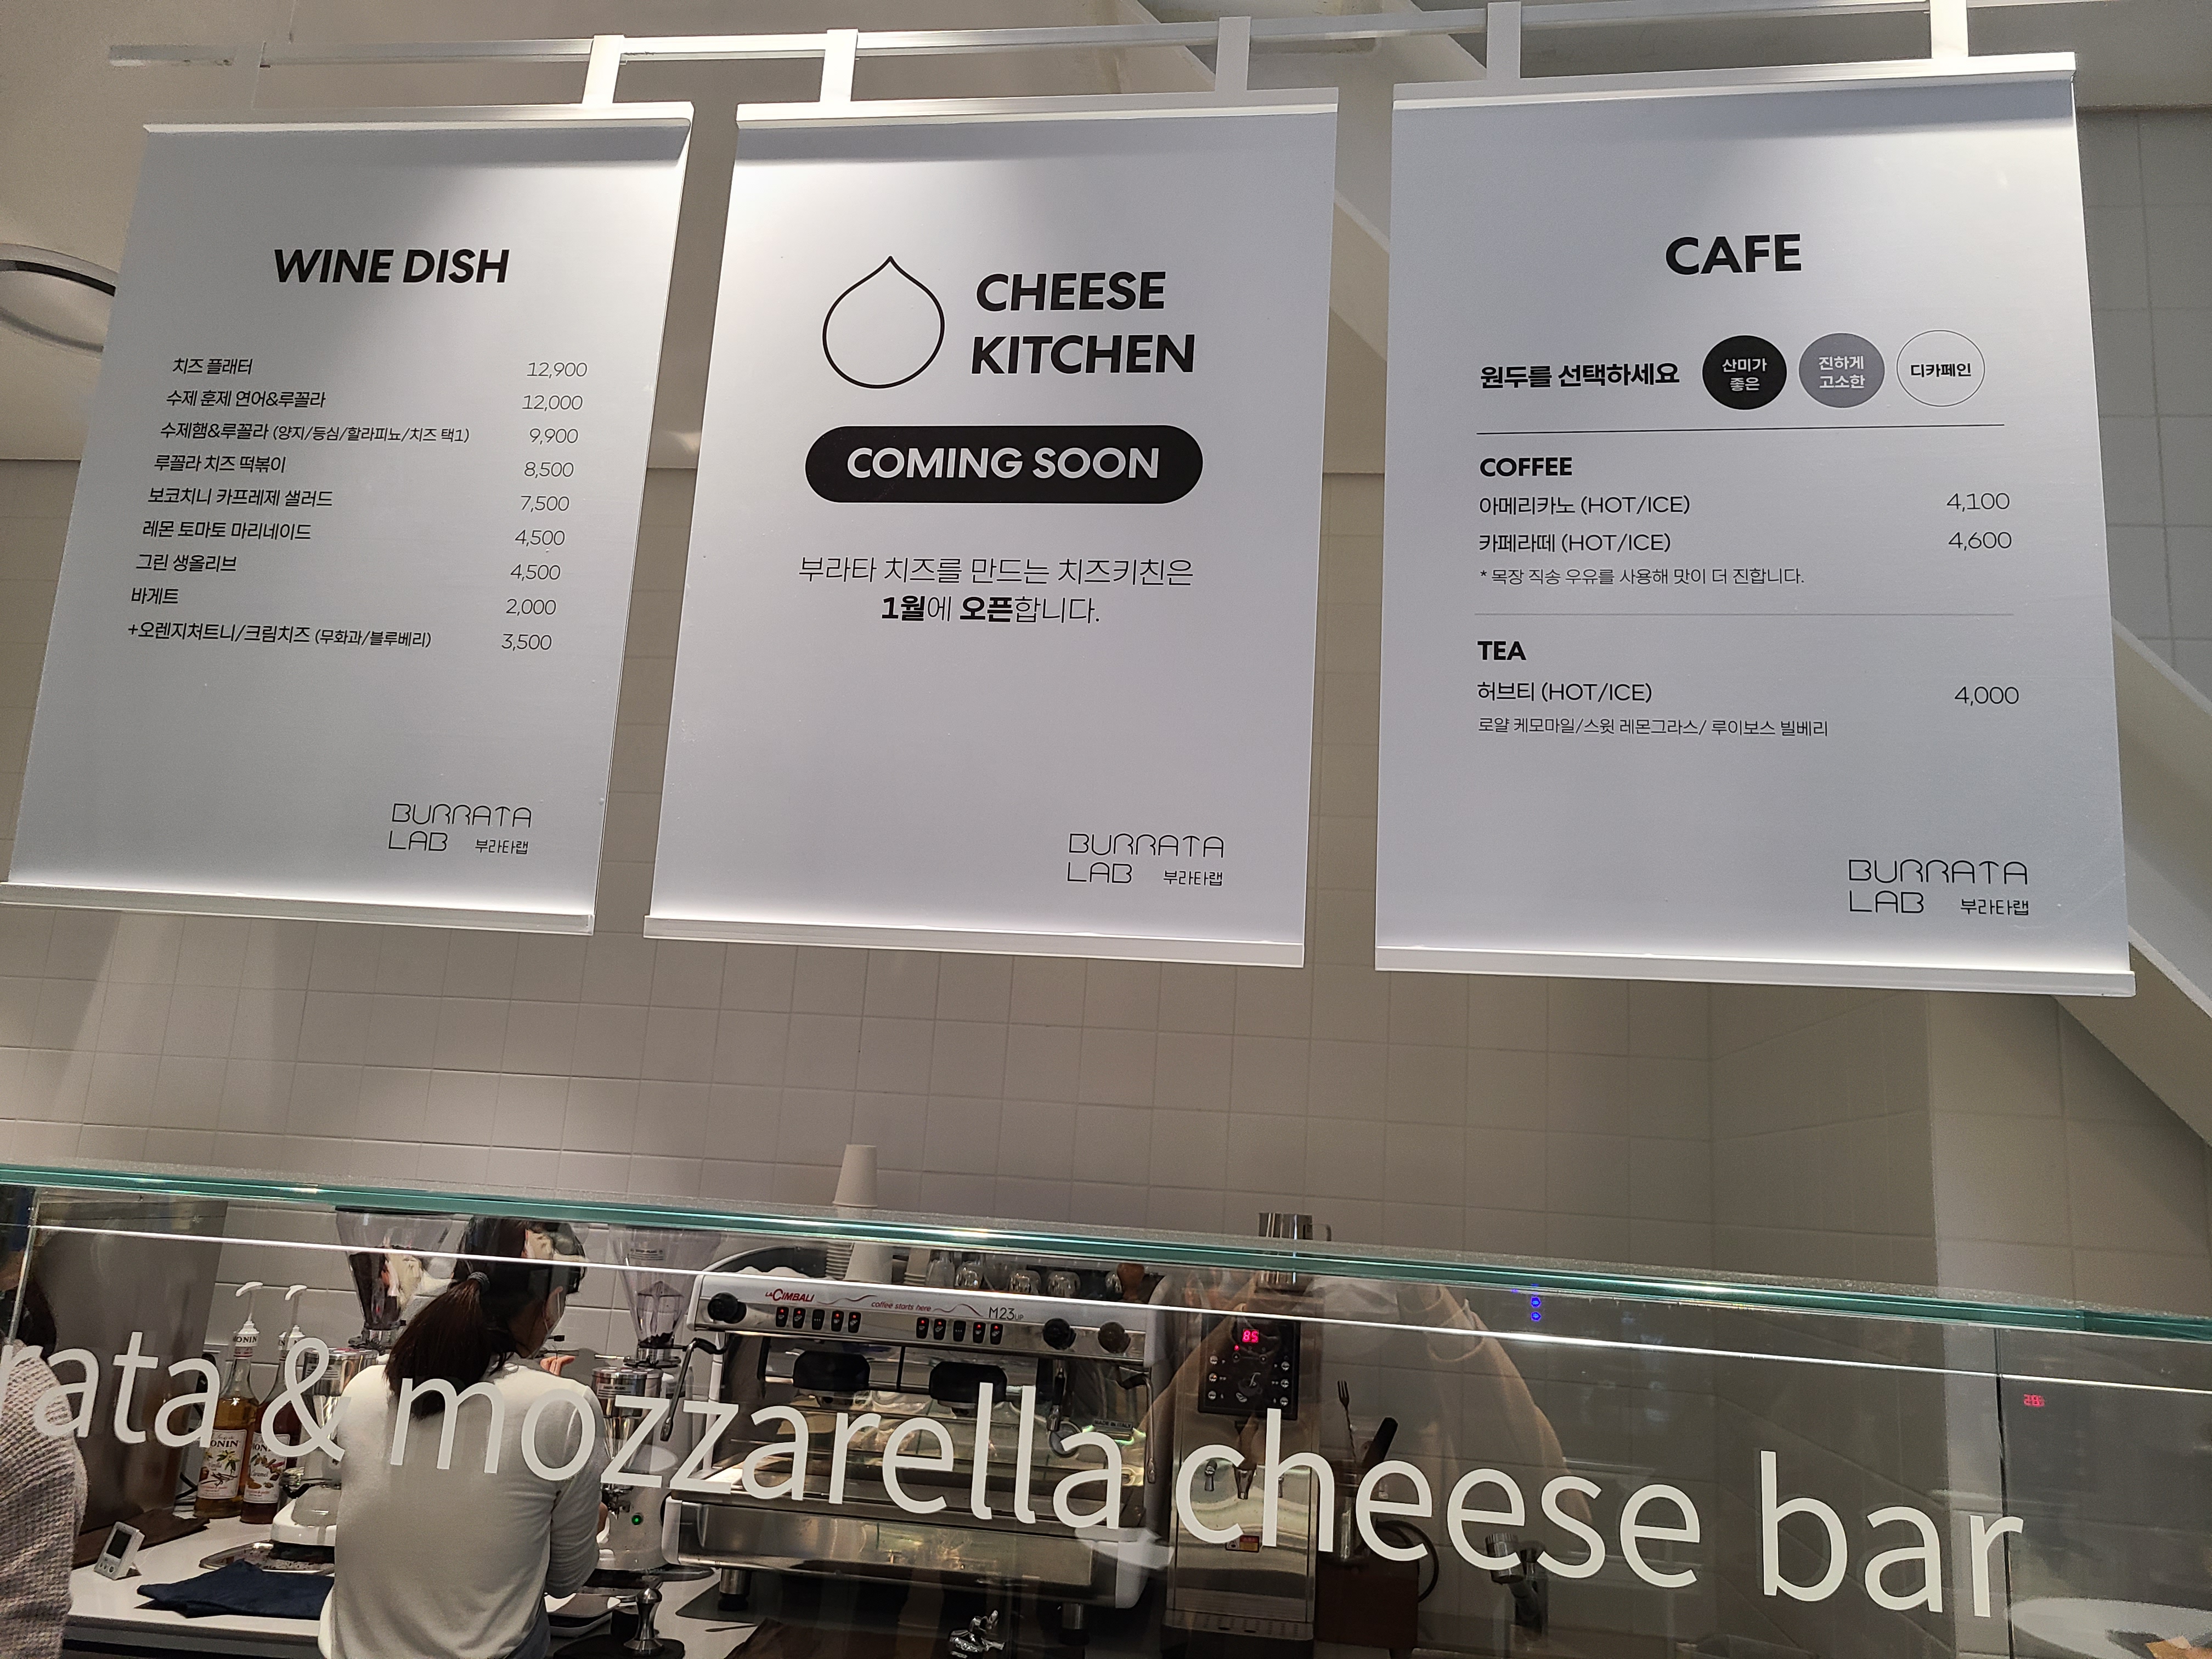 WINE DISH
치즈 플래터 12,900
수제 훈제 연어&루꼴라 12,000
수제햄&루꼴라 (양지/등심/할라피뇨/치즈 택1) 9,900
루꼴라 치즈 떡볶이 8,500
보코치니 카프레제 샐러드 7,500
레몬 토마토 마리네이드 4,500
그린 생올리브 4,500
바게트 2,000
+오렌지처트니/크림치즈 (무화과/블루베리) 3,500
BURRATA
LAB 부라타랩
CHEESE
KITCHEN
COMING SOON
부라타 치즈를 만드는 치즈키친은
1월에 오픈합니다.
BURRATA
LAB 부라타랩
CAFE
원두를 선택하세요
산미가
좋은
진하게
고소한
디카페인
COFFEE
아메리카노 (HOT/ICE) 4,100
카페라떼 (HOT/ICE) 4,600
* 목장 직송 우유를 사용해 맛이 더 진합니다.
TEA
허브티 (HOT/ICE) 4,000
로얄 케모마일/스윗 레몬그라스/ 루이보스 빌베리
BURRATA
LAB 부라타랩
LACIMBALI
coffee starts here
M23UP
85
rata & mozzarella cheese bar